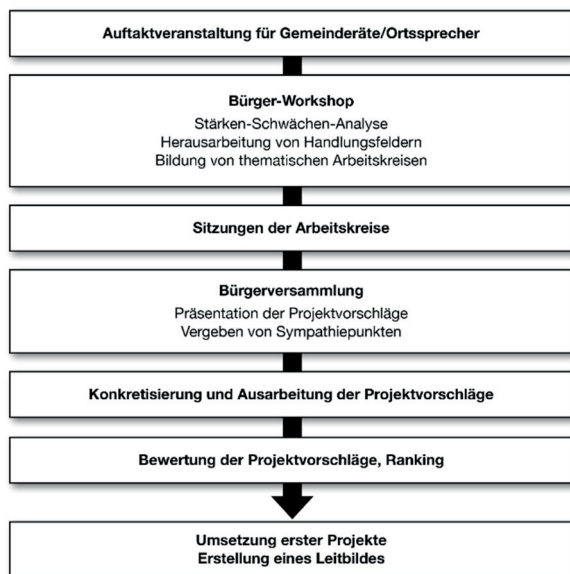 Auftaktveranstaltung für Gemeinderäte/Ortssprecher
Bürger-Workshop
Stärken-Schwächen-Analyse
Herausarbeitung von Handlungsfeldern
Bildung von thematischen Arbeitskreisen
Sitzungen der Arbeitskreise
Bürgerversammlung
Präsentation der Projektvorschläge
Vergeben von Sympathiepunkten
Konkretisierung und Ausarbeitung der Projektvorschläge
Bewertung der Projektvorschläge, Ranking
Umsetzung erster Projekte
Erstellung eines Leitbildes